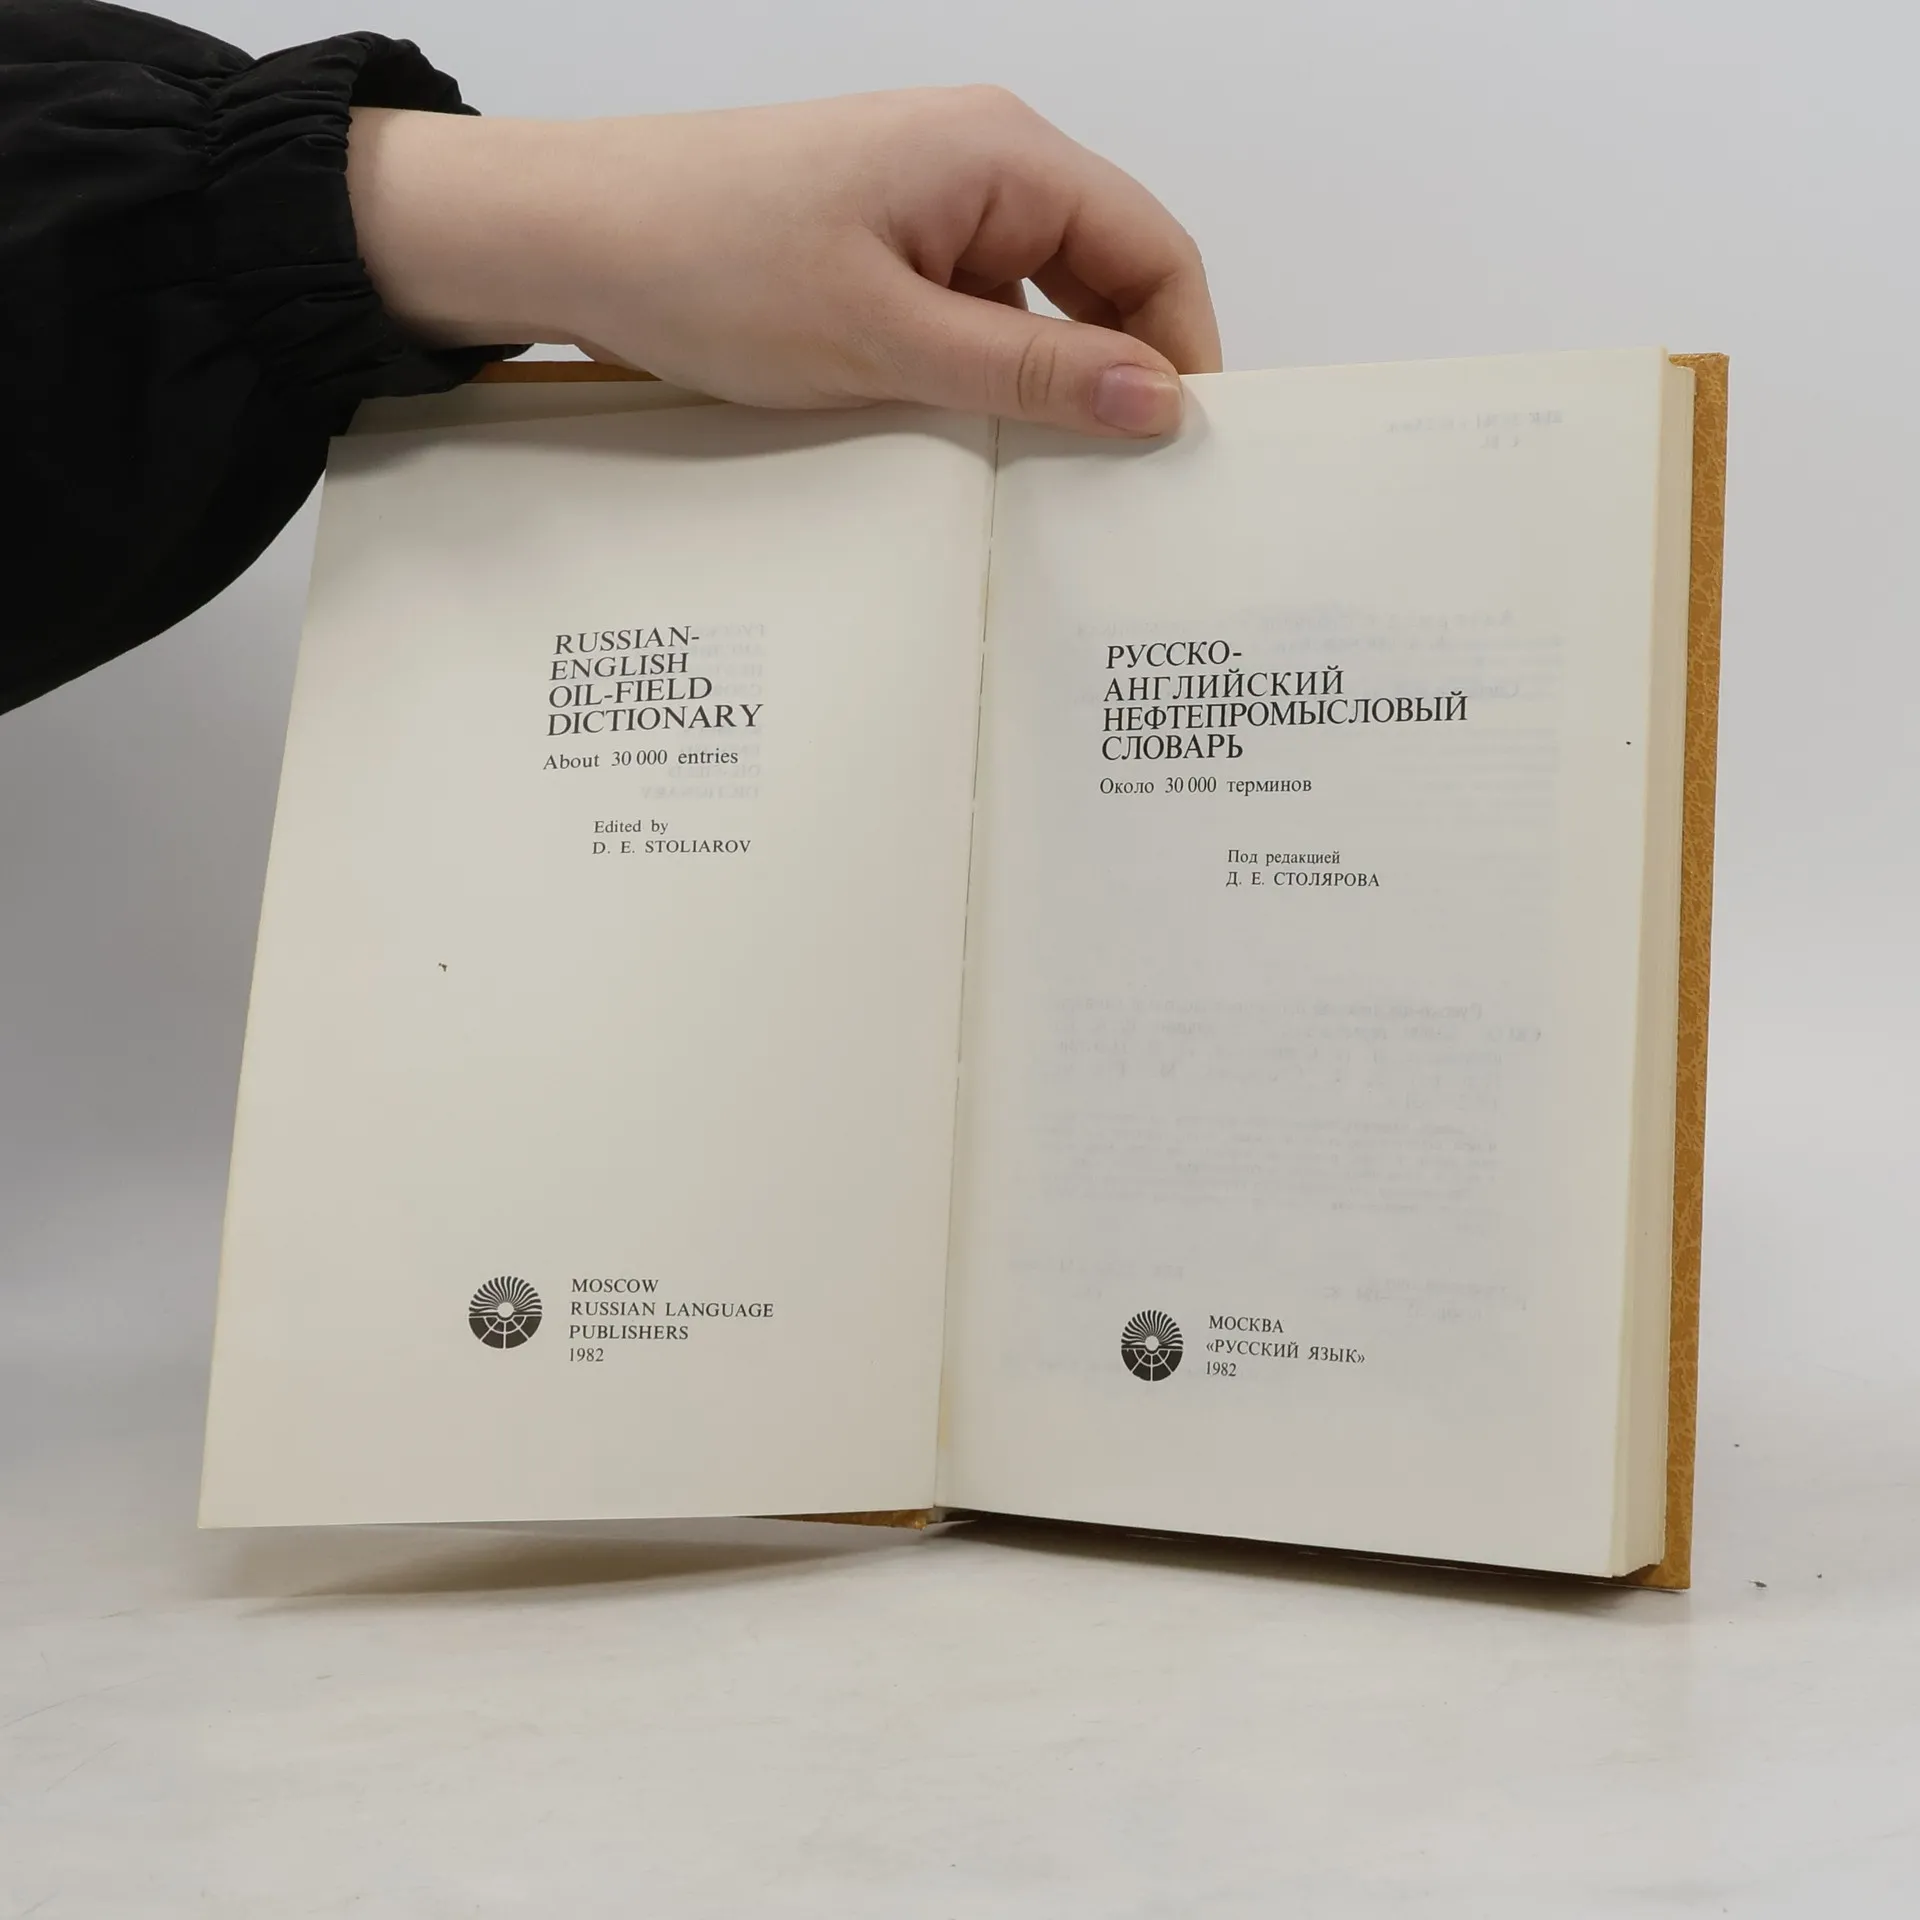 RUSSIAN-
ENGLISH
OIL-FIELD
DICTIONARY
About 30 000 entries
Edited by
D. E. STOLIAROV
MOSCOW
RUSSIAN LANGUAGE
PUBLISHERS
1982
РУССКО-
АНГЛИЙСКИЙ
НЕФТЕПРОМЫСЛОВЫЙ
СЛОВАРЬ
Около 30 000 терминов
Под редакцией
Д. Е. СТОЛЯРОВА
МОСКВА
«РУССКИЙ ЯЗЫК»
1982